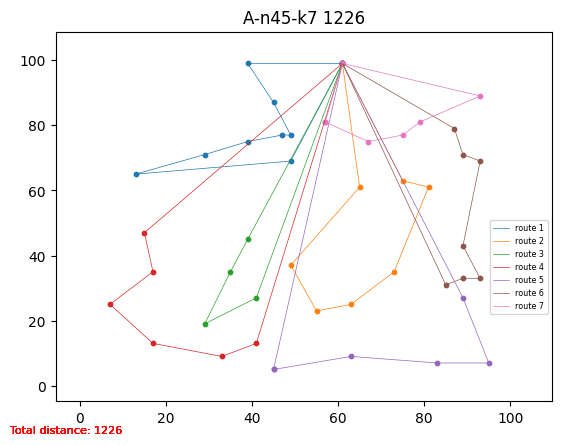 A-n45-k7 1226
100
80
60
40
20
0
route 1
route 2
route 3
route 4
route 5
route 6
route 7
0 20 40 60 80 100
Total distance: 1226